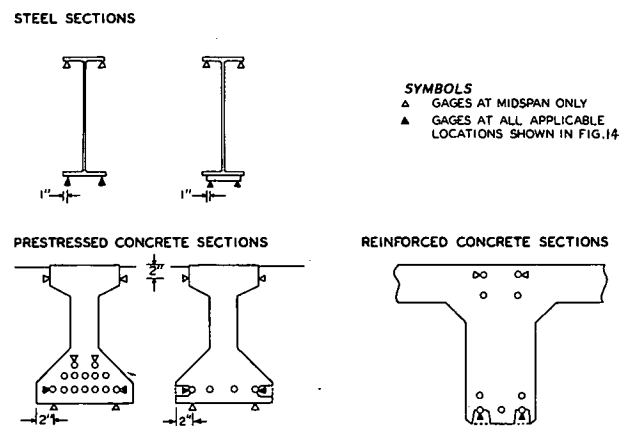 STEEL SECTIONS
SYMBOLS
GAGES AT MIDSPAN ONLY
GAGES AT ALL APPLICABLE
LOCATIONS SHOWN IN FIG.14
1"
1"
PRESTRESSED CONCRETE SECTIONS
REINFORCED CONCRETE SECTIONS
2"
2"
2"